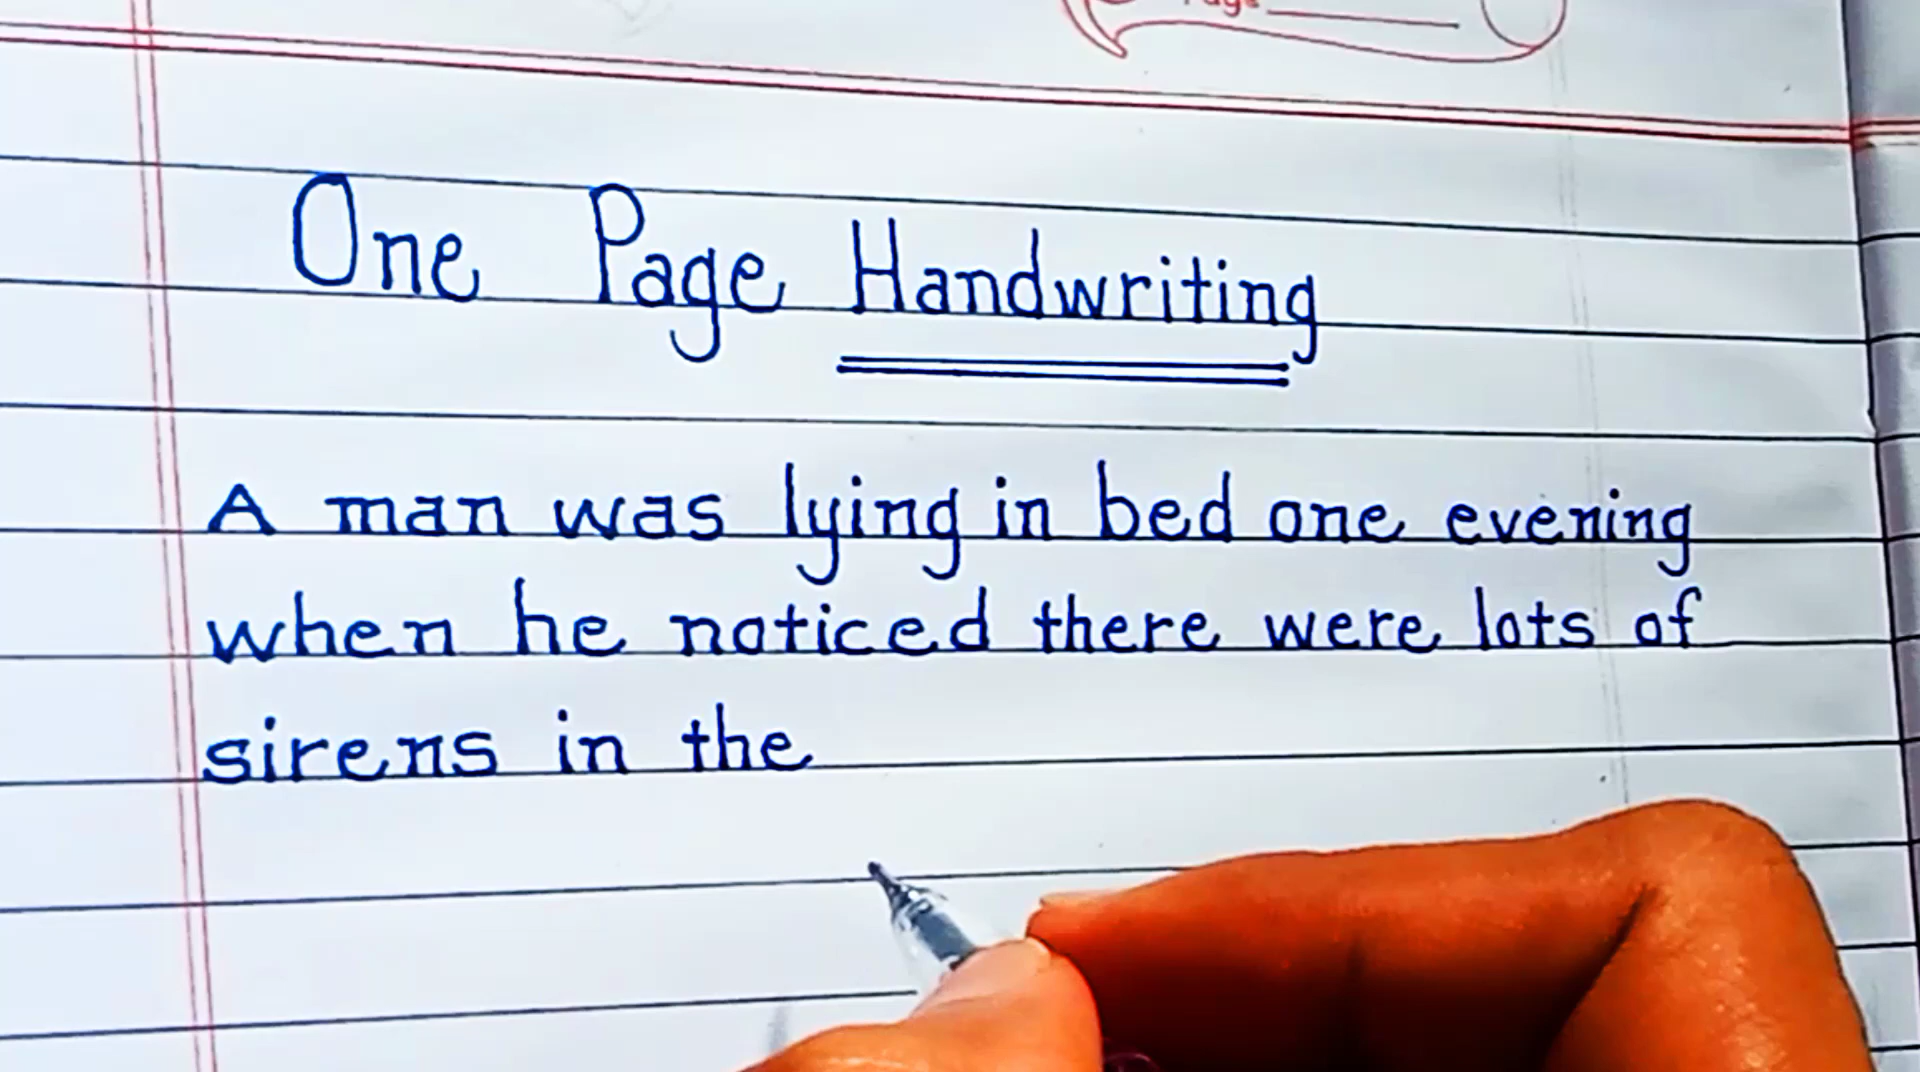 Page
One Page Handwriting
A man was lying in bed one evening
when he noticed there were lots of
sirens in the